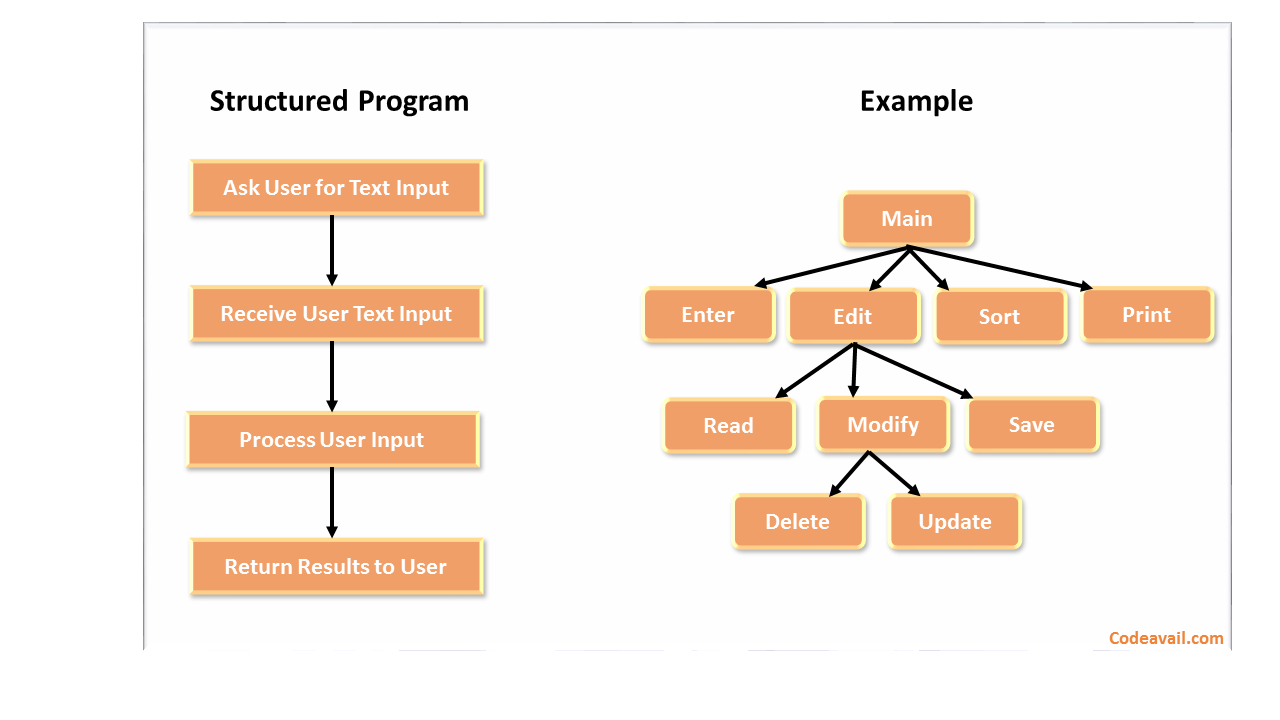 Structured Program
Ask User for Text Input
Receive User Text Input
Process User Input
Return Results to User
Example
Main
Enter
Edit
Sort
Print
Read
Modify
Save
Delete
Update
Codeavail.com